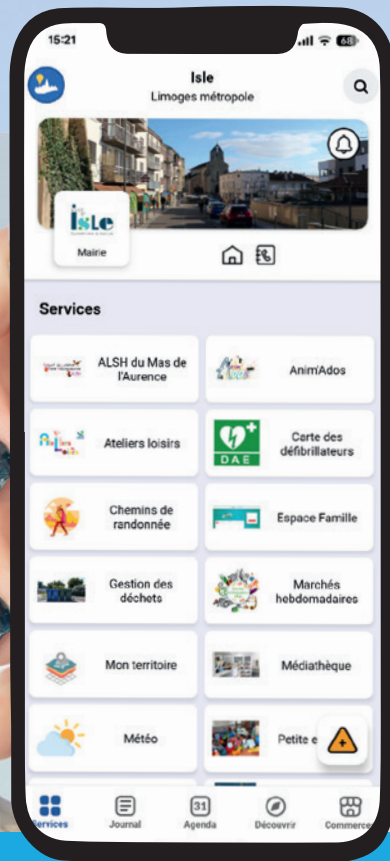 15:21
68
Isle
Limoges métropole
isLe
Mairie
Services
ALSH du Mas de
l'Aurence
Anim'Ados
Ateliers loisirs
DAE
Carte des
défibrillateurs
Chemins de
randonnée
Espace Famille
Gestion des
déchets
Marchés
hebdomadaires
Mon territoire
Médiathèque
Météo
Petite e
31
Services
Journal
Agenda
Découvrir
Commerce